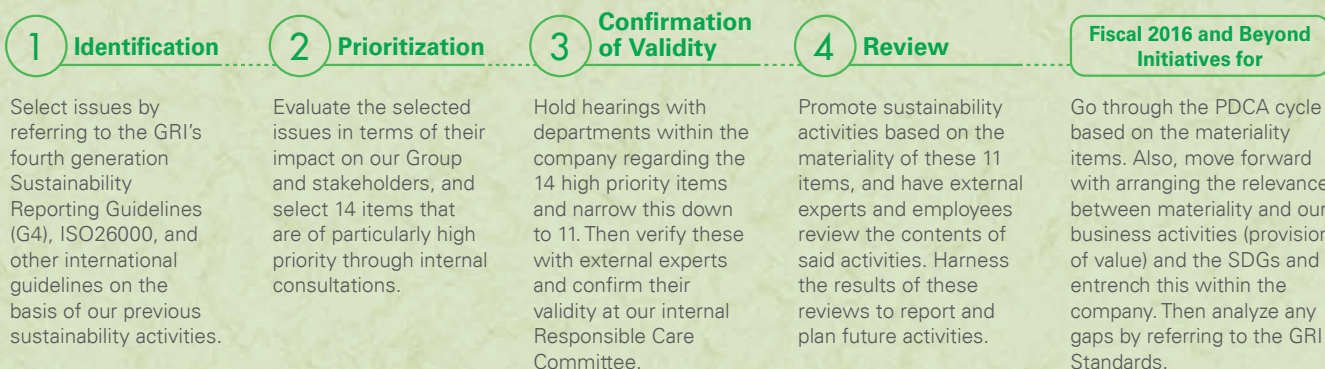 1 Identification
Select issues by
referring to the GRI's
fourth generation
Sustainability
Reporting Guidelines
(G4), ISO26000, and
other international
guidelines on the
basis of our previous
sustainability activities.
2 Prioritization
Evaluate the selected
issues in terms of their
impact on our Group
and stakeholders, and
select 14 items that
are of particularly high
priority through internal
consultations.
3 Confirmation
of Validity
Hold hearings with
departments within the
company regarding the
14 high priority items
and narrow this down
to 11. Then verify these
with external experts
and confirm their
validity at our internal
Responsible Care
Committee.
4 Review
Promote sustainability
activities based on the
materiality of these 11
items, and have external
experts and employees
review the contents of
said activities. Harness
the results of these
reviews to report and
plan future activities.
Fiscal 2016 and Beyond
Initiatives for
Go through the PDCA cycle
based on the materiality
items. Also, move forward
with arranging the relevance
between materiality and our
business activities (provision
of value) and the SDGs and
entrench this within the
company. Then analyze any
gaps by referring to the GRI
Standards.